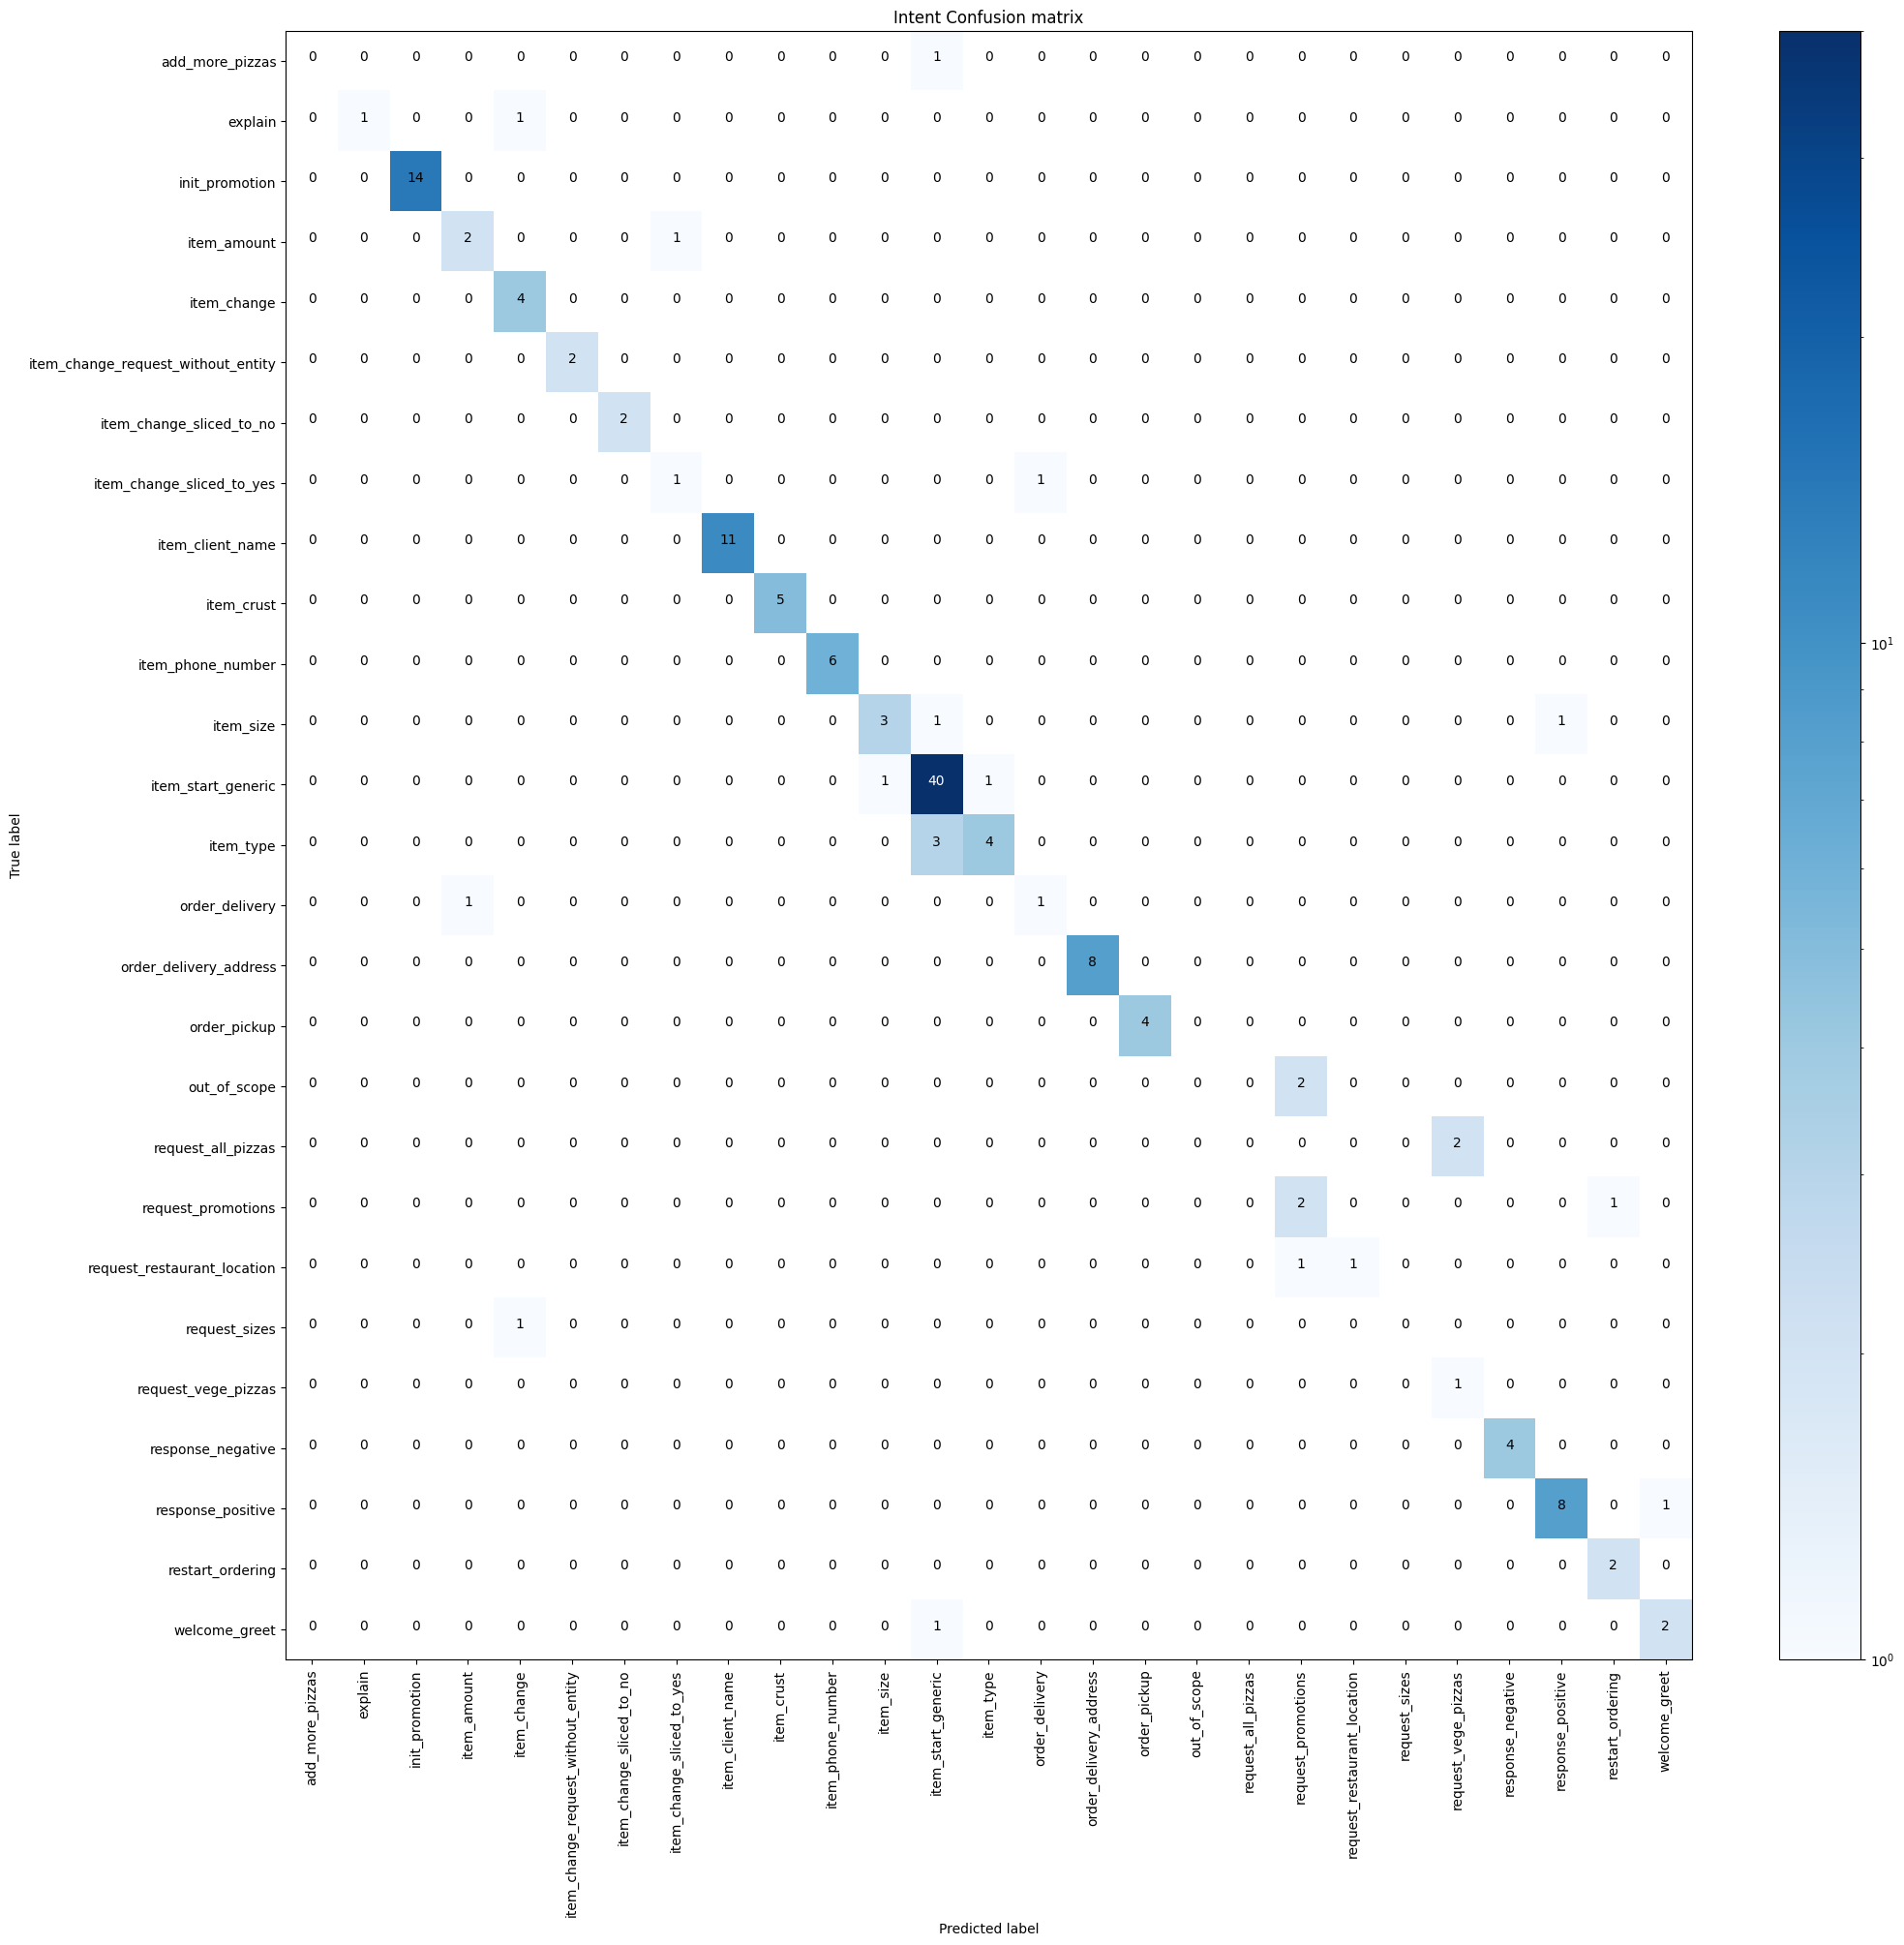 Intent Confusion matrix
add_more_pizzas 0 0 0 0 0 0 0 0 0 0 0 0 1 0 0 0 0 0 0 0 0 0 0 0 0 0 0
explain 0 1 0 0 1 0 0 0 0 0 0 0 0 0 0 0 0 0 0 0 0 0 0 0 0 0 0
init_promotion 0 0 14 0 0 0 0 0 0 0 0 0 0 0 0 0 0 0 0 0 0 0 0 0 0 0 0
item_amount 0 0 0 2 0 0 0 1 0 0 0 0 0 0 0 0 0 0 0 0 0 0 0 0 0 0 0
item_change 0 0 0 0 4 0 0 0 0 0 0 0 0 0 0 0 0 0 0 0 0 0 0 0 0 0 0
item_change_request_without_entity 0 0 0 0 0 2 0 0 0 0 0 0 0 0 0 0 0 0 0 0 0 0 0 0 0 0 0
item_change_sliced_to_no 0 0 0 0 0 0 2 0 0 0 0 0 0 0 0 0 0 0 0 0 0 0 0 0 0 0 0
item_change_sliced_to_yes 0 0 0 0 0 0 0 1 0 0 0 0 0 0 1 0 0 0 0 0 0 0 0 0 0 0 0
item_client_name 0 0 0 0 0 0 0 0 11 0 0 0 0 0 0 0 0 0 0 0 0 0 0 0 0 0 0
item_crust 0 0 0 0 0 0 0 0 0 5 0 0 0 0 0 0 0 0 0 0 0 0 0 0 0 0 0
item_phone_number 0 0 0 0 0 0 0 0 0 0 6 0 0 0 0 0 0 0 0 0 0 0 0 0 0 0 0
item_size 0 0 0 0 0 0 0 0 0 0 0 3 1 0 0 0 0 0 0 0 0 0 0 0 1 0 0
item_start_generic 0 0 0 0 0 0 0 0 0 0 0 1 40 1 0 0 0 0 0 0 0 0 0 0 0 0 0
item_type 0 0 0 0 0 0 0 0 0 0 0 0 3 4 0 0 0 0 0 0 0 0 0 0 0 0 0
order_delivery 0 0 0 1 0 0 0 0 0 0 0 0 0 0 1 0 0 0 0 0 0 0 0 0 0 0 0
order_delivery_address 0 0 0 0 0 0 0 0 0 0 0 0 0 0 0 8 0 0 0 0 0 0 0 0 0 0 0
order_pickup 0 0 0 0 0 0 0 0 0 0 0 0 0 0 0 0 4 0 0 0 0 0 0 0 0 0 0
out_of_scope 0 0 0 0 0 0 0 0 0 0 0 0 0 0 0 0 0 0 0 2 0 0 0 0 0 0 0
request_all_pizzas 0 0 0 0 0 0 0 0 0 0 0 0 0 0 0 0 0 0 0 0 0 0 2 0 0 0 0
request_promotions 0 0 0 0 0 0 0 0 0 0 0 0 0 0 0 0 0 0 0 2 0 0 0 0 0 1 0
request_restaurant_location 0 0 0 0 0 0 0 0 0 0 0 0 0 0 0 0 0 0 0 1 1 0 0 0 0 0 0
request_sizes 0 0 0 0 1 0 0 0 0 0 0 0 0 0 0 0 0 0 0 0 0 0 0 0 0 0 0
request_vege_pizzas 0 0 0 0 0 0 0 0 0 0 0 0 0 0 0 0 0 0 0 0 0 0 1 0 0 0 0
response_negative 0 0 0 0 0 0 0 0 0 0 0 0 0 0 0 0 0 0 0 0 0 0 0 4 0 0 0
response_positive 0 0 0 0 0 0 0 0 0 0 0 0 0 0 0 0 0 0 0 0 0 0 0 0 8 0 1
restart_ordering 0 0 0 0 0 0 0 0 0 0 0 0 0 0 0 0 0 0 0 0 0 0 0 0 0 2 0
welcome_greet 0 0 0 0 0 0 0 0 0 0 0 0 1 0 0 0 0 0 0 0 0 0 0 0 0 0 2
True label
add_more_pizzas
explain
init_promotion
item_amount
item_change
item_change_request_without_entity
item_change_sliced_to_no
item_change_sliced_to_yes
item_client_name
item_crust
item_phone_number
item_size
item_start_generic
item_type
order_delivery
order_delivery_address
order_pickup
out_of_scope
request_all_pizzas
request_promotions
request_restaurant_location
request_sizes
request_vege_pizzas
response_negative
response_positive
restart_ordering
welcome_greet
Predicted label
10¹
10⁰